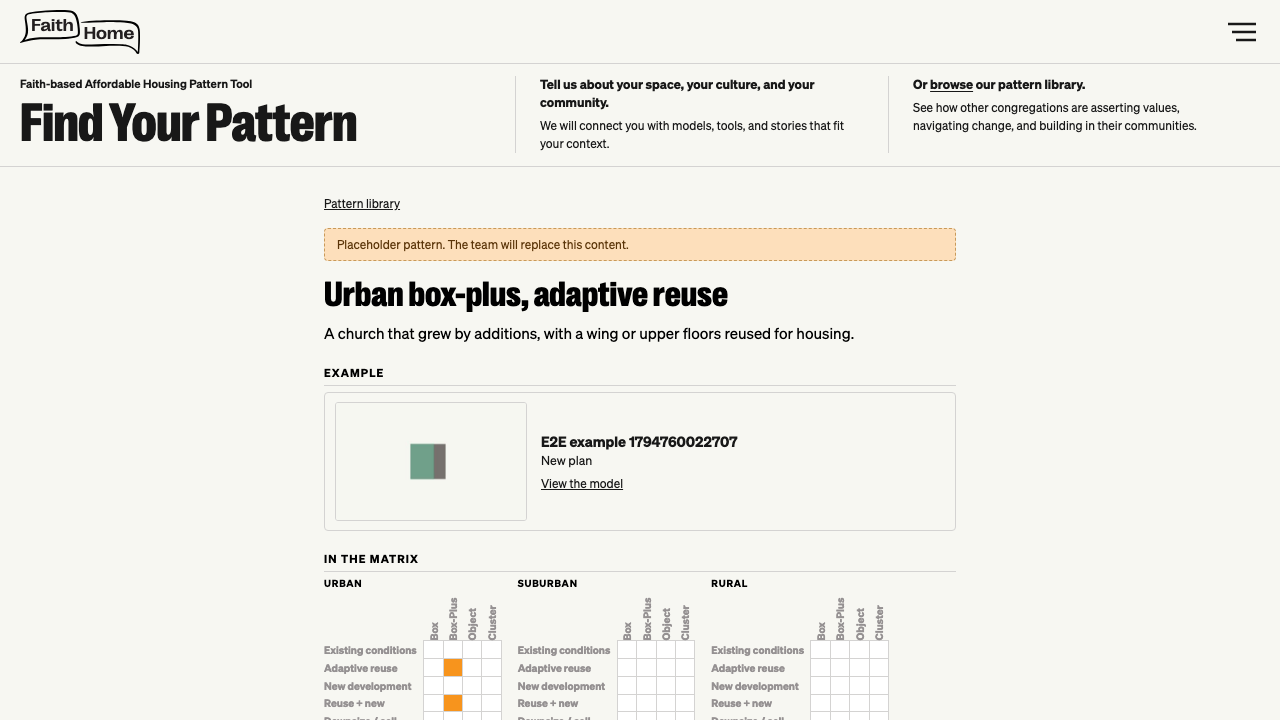 Faith
Home
Faith-based Affordable Housing Pattern Tool
Find Your Pattern
Tell us about your space, your culture, and your
community.
We will connect you with models, tools, and stories that fit
your context.
Or browse our pattern library.
See how other congregations are asserting values,
navigating change, and building in their communities.
Pattern library
Placeholder pattern. The team will replace this content.
Urban box-plus, adaptive reuse
A church that grew by additions, with a wing or upper floors reused for housing.
EXAMPLE
E2E example 1794760022707
New plan
View the model
IN THE MATRIX
URBAN
Box
Box-Plus
Object
Cluster
Existing conditions
Adaptive reuse
New development
Reuse + new
Downsize / sell
SUBURBAN
Box
Box-Plus
Object
Cluster
Existing conditions
Adaptive reuse
New development
Reuse + new
Downsize / sell
RURAL
Box
Box-Plus
Object
Cluster
Existing conditions
Adaptive reuse
New development
Reuse + new
Downsize / sell